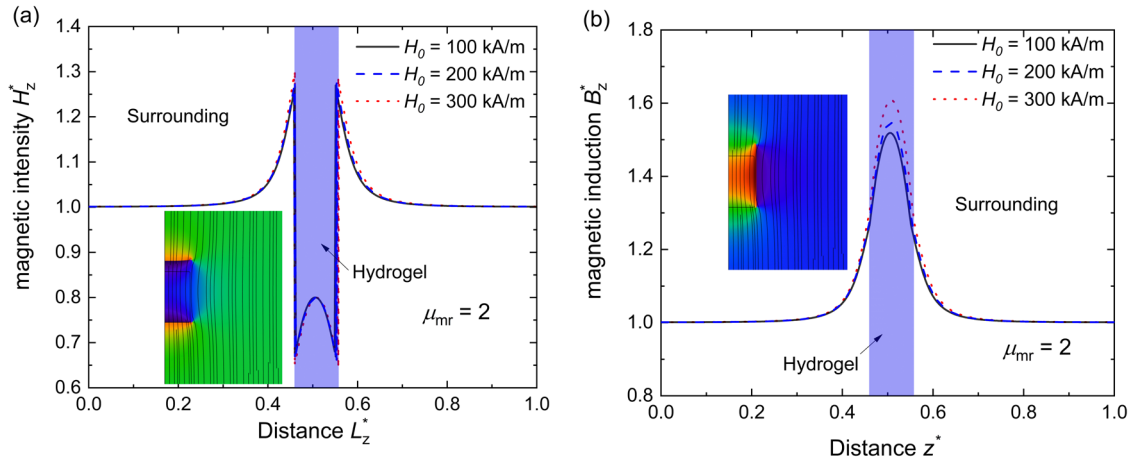 (a)
1.4
1.3
1.2
1.1
1.0
0.9
0.8
0.7
0.6
0.0 0.2 0.4 0.6 0.8 1.0
magnetic intensity H*z
Distance L*z
H0 = 100 kA/m
H0 = 200 kA/m
H0 = 300 kA/m
Surrounding
Hydrogel
μmr = 2
(b)
1.8
1.6
1.4
1.2
1.0
0.8
0.0 0.2 0.4 0.6 0.8 1.0
magnetic induction B*z
Distance z*
H0 = 100 kA/m
H0 = 200 kA/m
H0 = 300 kA/m
Surrounding
Hydrogel
μmr = 2